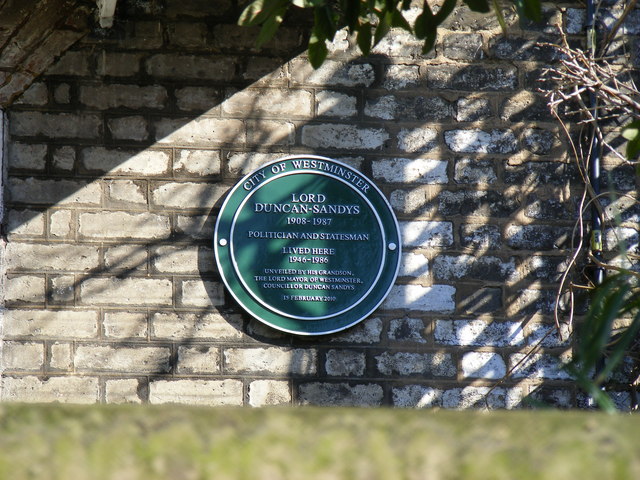 CITY OF WESTMINSTER
LORD
DUNCAN-SANDYS
1908-1987
POLITICIAN AND STATESMAN
LIVED HERE
1946-1986
UNVEILED BY HIS GRANDSON,
THE LORD MAYOR OF WESTMINSTER,
COUNCILLOR DUNCAN SANDYS
18 FEBRUARY 2010